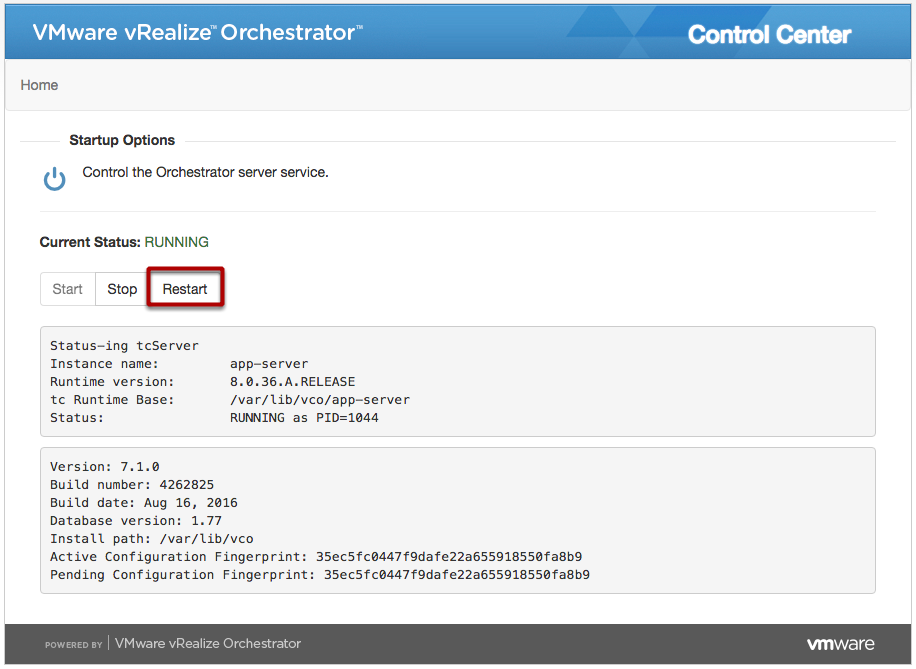 VMware vRealize™ Orchestrator™ Control Center
Home
Startup Options
Control the Orchestrator server service.
Current Status: RUNNING
Start Stop Restart
Status-ing tcServer
Instance name: app-server
Runtime version: 8.0.36.A.RELEASE
tc Runtime Base: /var/lib/vco/app-server
Status: RUNNING as PID=1044
Version: 7.1.0
Build number: 4262825
Build date: Aug 16, 2016
Database version: 1.77
Install path: /var/lib/vco
Active Configuration Fingerprint: 35ec5fc0447f9dafe22a655918550fa8b9
Pending Configuration Fingerprint: 35ec5fc0447f9dafe22a655918550fa8b9
POWERED BY | VMware vRealize Orchestrator vmware